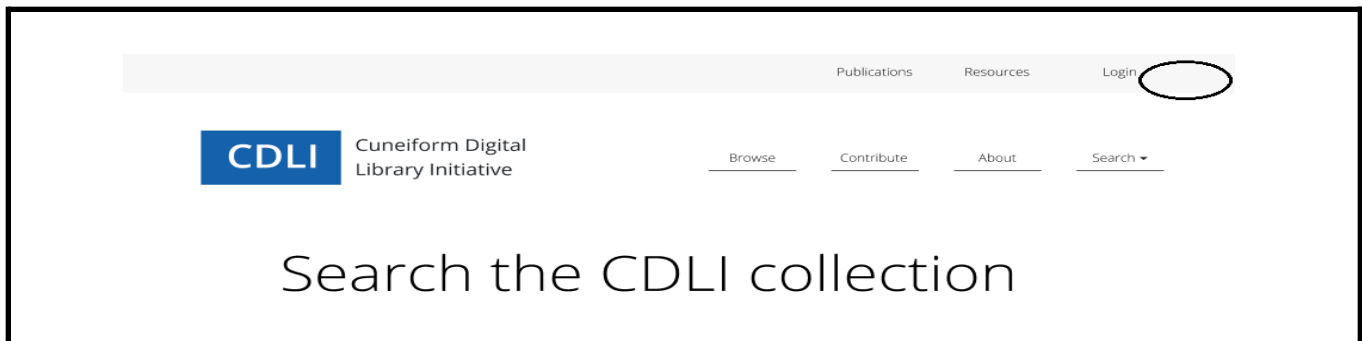 Publications Resources Login
CDLI
Cuneiform Digital
Library Initiative
Browse Contribute About Search
Search the CDLI collection